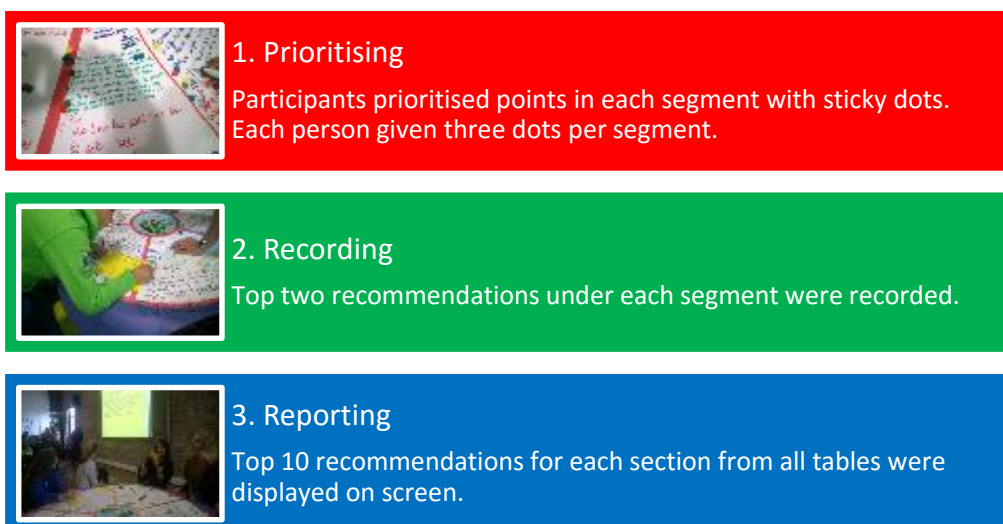 1. Prioritising
Participants prioritised points in each segment with sticky dots.
Each person given three dots per segment.
2. Recording
Top two recommendations under each segment were recorded.
3. Reporting
Top 10 recommendations for each section from all tables were
displayed on screen.